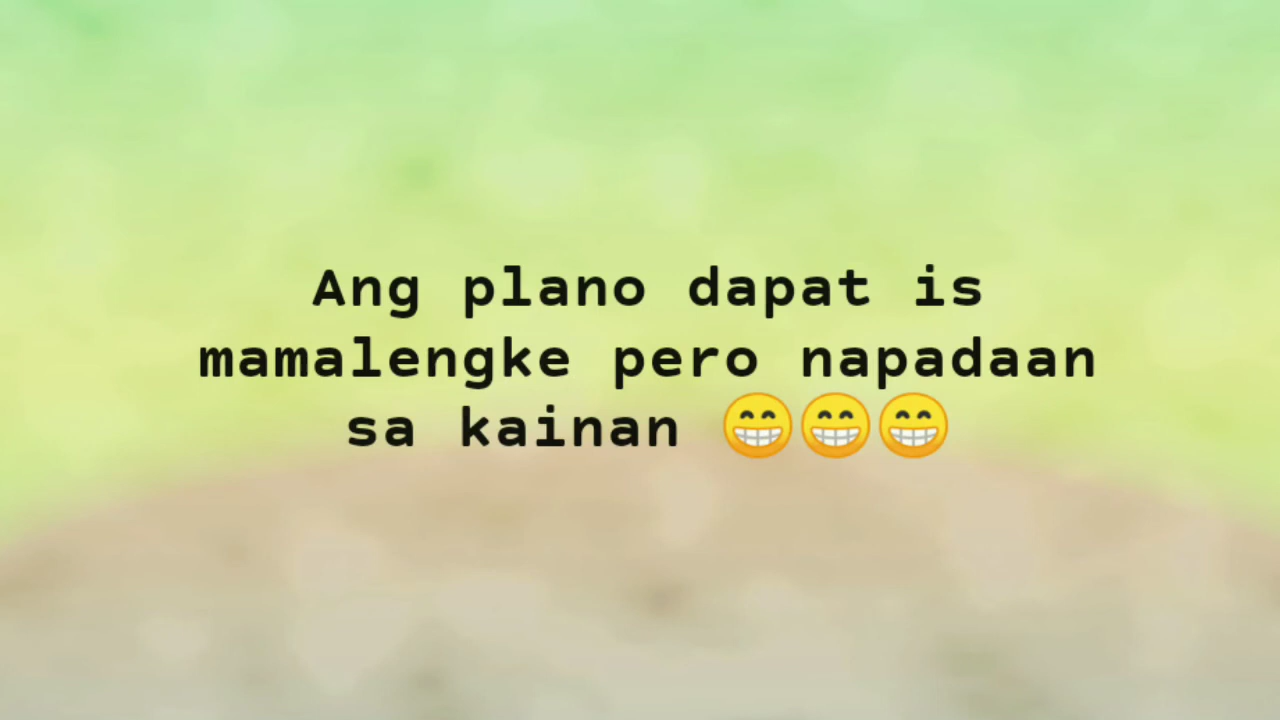 Ang plano dapat is
mamalengke pero napadaan
sa kainan 😁😁😁